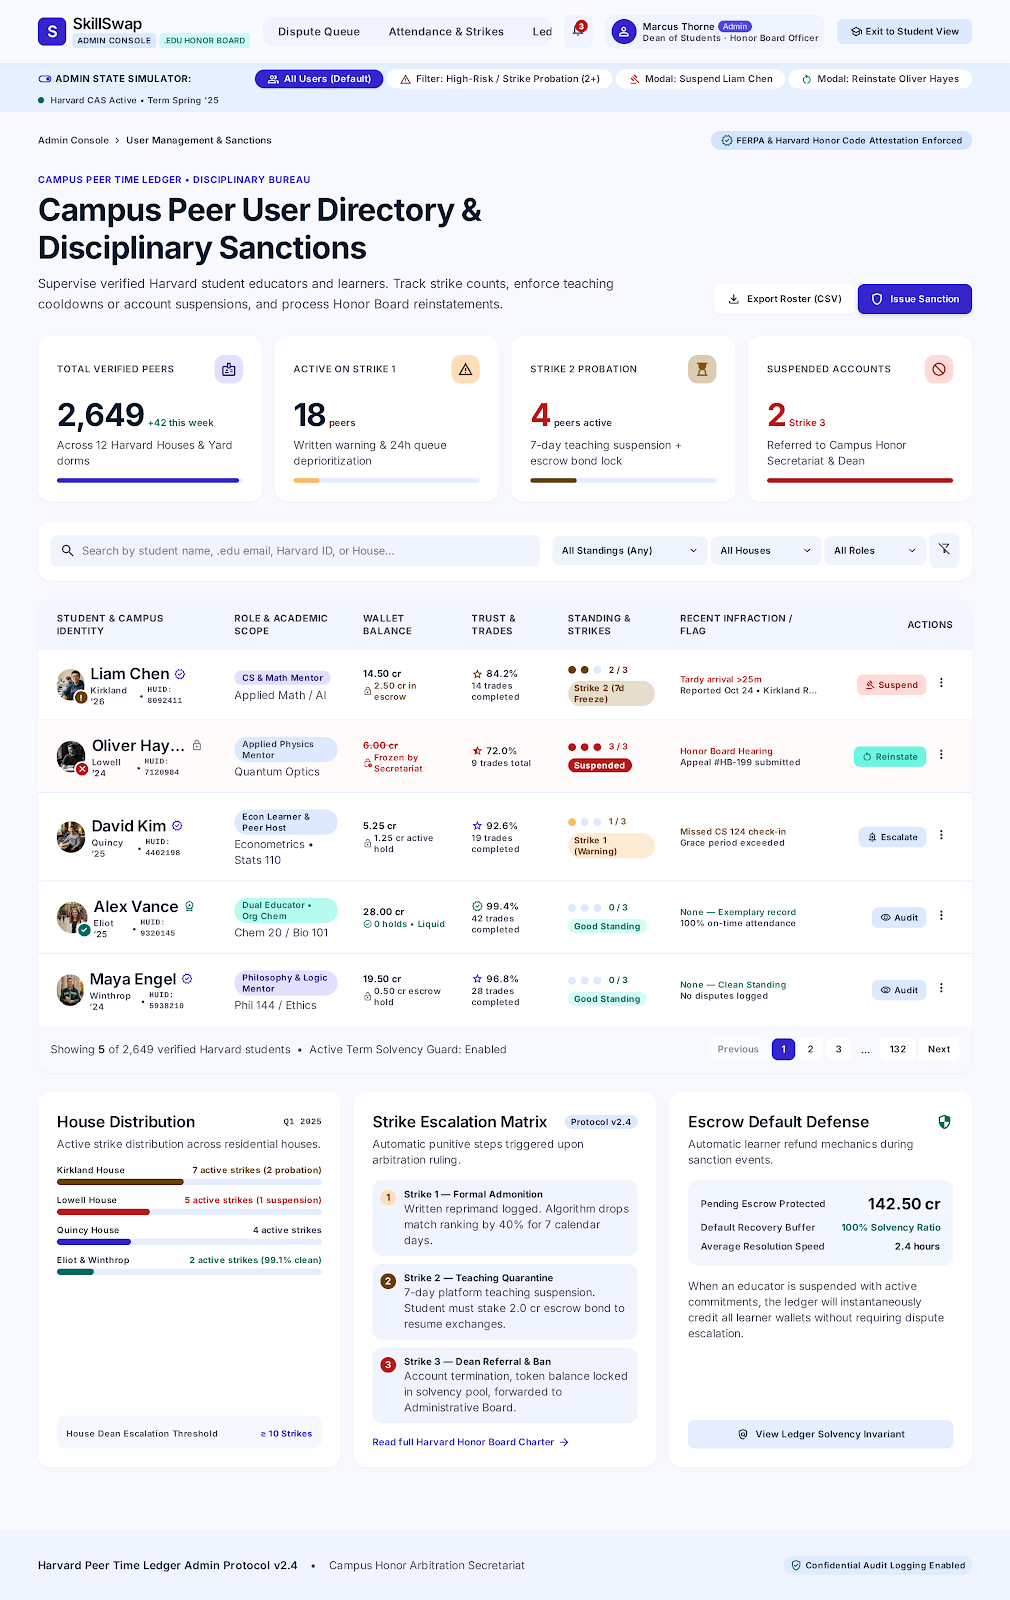 S
SkillSwap
ADMIN CONSOLE
.EDU HONOR BOARD
Dispute Queue
Attendance & Strikes
Led
3
Marcus Thorne Admin
Dean of Students · Honor Board Officer
Exit to Student View
ADMIN STATE SIMULATOR:
All Users (Default)
Filter: High-Risk / Strike Probation (2+)
Modal: Suspend Liam Chen
Modal: Reinstate Oliver Hayes
Harvard CAS Active • Term Spring '25
Admin Console › User Management & Sanctions
FERPA & Harvard Honor Code Attestation Enforced
CAMPUS PEER TIME LEDGER • DISCIPLINARY BUREAU
Campus Peer User Directory &
Disciplinary Sanctions
Supervise verified Harvard student educators and learners. Track strike counts, enforce teaching
cooldowns or account suspensions, and process Honor Board reinstatements.
Export Roster (CSV)
Issue Sanction
TOTAL VERIFIED PEERS
2,649 +42 this week
Across 12 Harvard Houses & Yard
dorms
ACTIVE ON STRIKE 1
18 peers
Written warning & 24h queue
deprioritization
STRIKE 2 PROBATION
4 peers active
7-day teaching suspension +
escrow bond lock
SUSPENDED ACCOUNTS
2 Strike 3
Referred to Campus Honor
Secretariat & Dean
Search by student name, .edu email, Harvard ID, or House...
All Standings (Any)
All Houses
All Roles
STUDENT & CAMPUS
IDENTITY
ROLE & ACADEMIC
SCOPE
WALLET
BALANCE
TRUST &
TRADES
STANDING &
STRIKES
RECENT INFRACTION /
FLAG
ACTIONS
Liam Chen
Kirkland
'26
• HUID:
8092411
CS & Math Mentor
Applied Math / AI
14.50 cr
2.50 cr in
escrow
84.2%
14 trades
completed
2 / 3
Strike 2 (7d
Freeze)
Tardy arrival >25m
Reported Oct 24 • Kirkland R...
Suspend
Oliver Hay...
Lowell
'24
• HUID:
7120984
Applied Physics
Mentor
Quantum Optics
6.00 cr
Frozen by
Secretariat
72.0%
9 trades total
3 / 3
Suspended
Honor Board Hearing
Appeal #HB-199 submitted
Reinstate
David Kim
Quincy
'25
• HUID:
4402198
Econ Learner &
Peer Host
Econometrics •
Stats 110
5.25 cr
1.25 cr active
hold
92.6%
19 trades
completed
1 / 3
Strike 1
(Warning)
Missed CS 124 check-in
Grace period exceeded
Escalate
Alex Vance
Eliot
'25
• HUID:
9320145
Dual Educator •
Org Chem
Chem 20 / Bio 101
28.00 cr
0 holds • Liquid
99.4%
42 trades
completed
0 / 3
Good Standing
None — Exemplary record
100% on-time attendance
Audit
Maya Engel
Winthrop
'24
• HUID:
5938210
Philosophy & Logic
Mentor
Phil 144 / Ethics
19.50 cr
0.50 cr escrow
hold
96.8%
28 trades
completed
0 / 3
Good Standing
None — Clean Standing
No disputes logged
Audit
Showing 5 of 2,649 verified Harvard students • Active Term Solvency Guard: Enabled
Previous 1 2 3 ... 132 Next
House Distribution
Q1 2025
Active strike distribution across residential houses.
Kirkland House
7 active strikes (2 probation)
Lowell House
5 active strikes (1 suspension)
Quincy House
4 active strikes
Eliot & Winthrop
2 active strikes (99.1% clean)
House Dean Escalation Threshold
≥ 10 Strikes
Strike Escalation Matrix
Protocol v2.4
Automatic punitive steps triggered upon
arbitration ruling.
1
Strike 1 — Formal Admonition
Written reprimand logged. Algorithm drops
match ranking by 40% for 7 calendar
days.
2
Strike 2 — Teaching Quarantine
7-day platform teaching suspension.
Student must stake 2.0 cr escrow bond to
resume exchanges.
3
Strike 3 — Dean Referral & Ban
Account termination, token balance locked
in solvency pool, forwarded to
Administrative Board.
Read full Harvard Honor Board Charter →
Escrow Default Defense
Automatic learner refund mechanics during
sanction events.
Pending Escrow Protected
142.50 cr
Default Recovery Buffer
100% Solvency Ratio
Average Resolution Speed
2.4 hours
When an educator is suspended with active
commitments, the ledger will instantaneously
credit all learner wallets without requiring dispute
escalation.
View Ledger Solvency Invariant
Harvard Peer Time Ledger Admin Protocol v2.4 • Campus Honor Arbitration Secretariat
Confidential Audit Logging Enabled